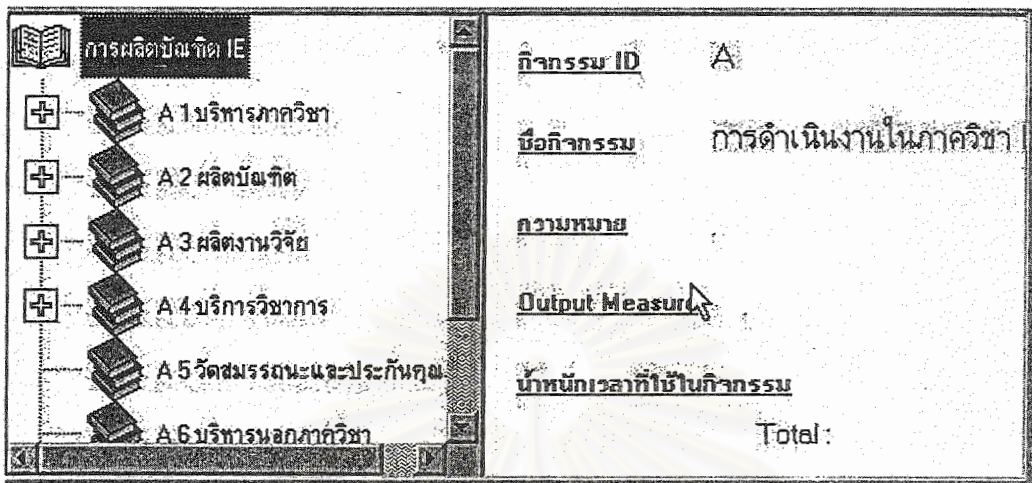 การผลิตบัณฑิต IE
A 1 บริหารภาควิชา
A 2 ผลิตบัณฑิต
A 3 ผลิตงานวิจัย
A 4 บริการวิชาการ
A 5 วัดสมรรถนะและประกันคุณ
A 6 บริหารนอกภาควิชา
กิจกรรม ID A
ชื่อกิจกรรม การดำเนินงานในภาควิชา
ความหมาย
Output Measure
น้ำหนักเวลาที่ใช้ในกิจกรรม
Total :